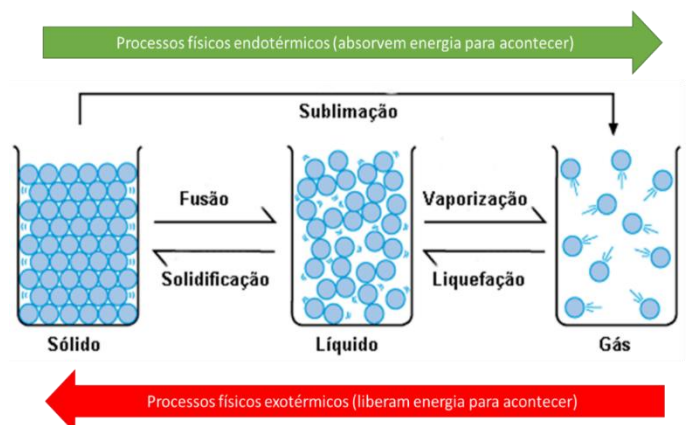 Processos físicos endotérmicos (absorvem energia para acontecer)
Sublimação
Fusão
Vaporização
Solidificação
Liquefação
Sólido
Líquido
Gás
Processos físicos exotérmicos (liberam energia para acontecer)